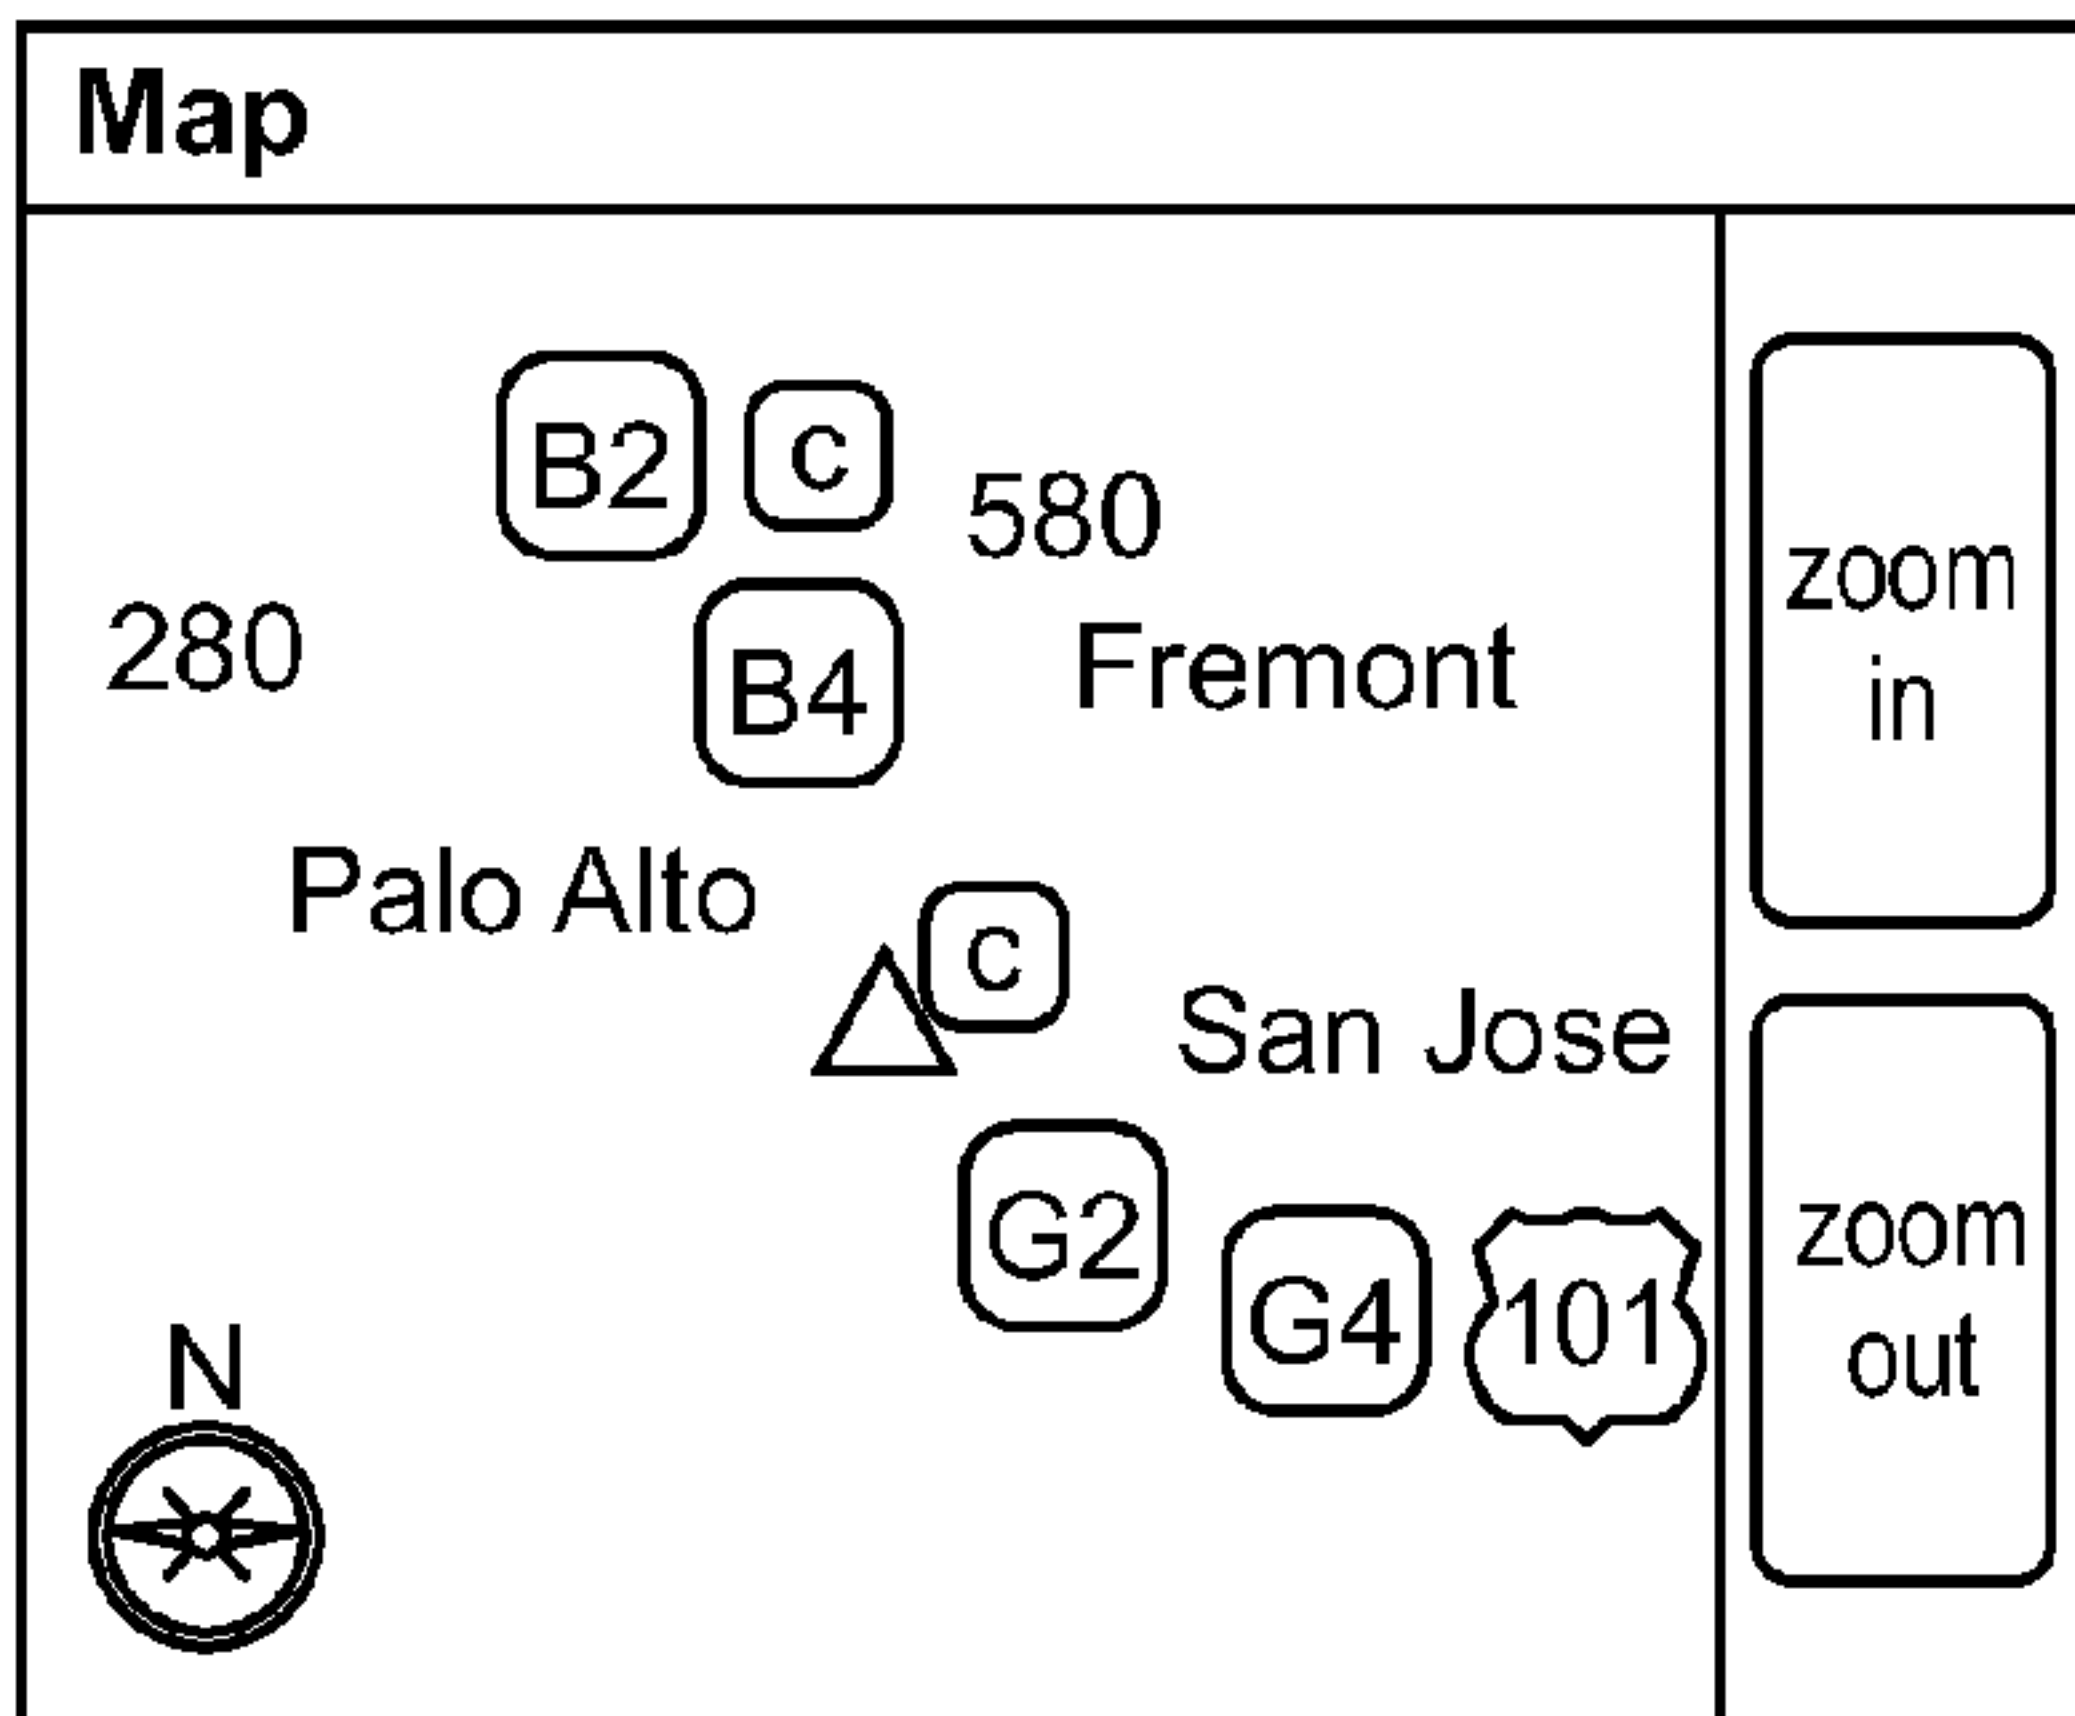 Map
B2
c
580
280
B4
Fremont
zoom
in
Palo Alto
c
San Jose
G2
G4
101
zoom
out
N